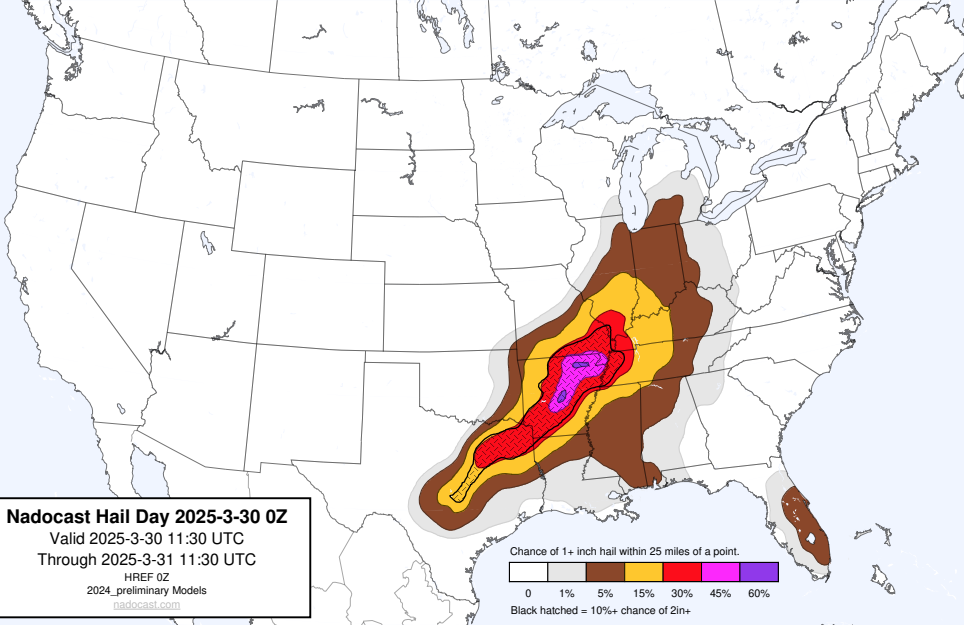 Nadocast Hail Day 2025-3-30 0Z
Valid 2025-3-30 11:30 UTC
Through 2025-3-31 11:30 UTC
HREF 0Z
2024_preliminary Models
nadocast.com
Chance of 1+ inch hail within 25 miles of a point.
0 1% 5% 15% 30% 45% 60%
Black hatched = 10%+ chance of 2in+